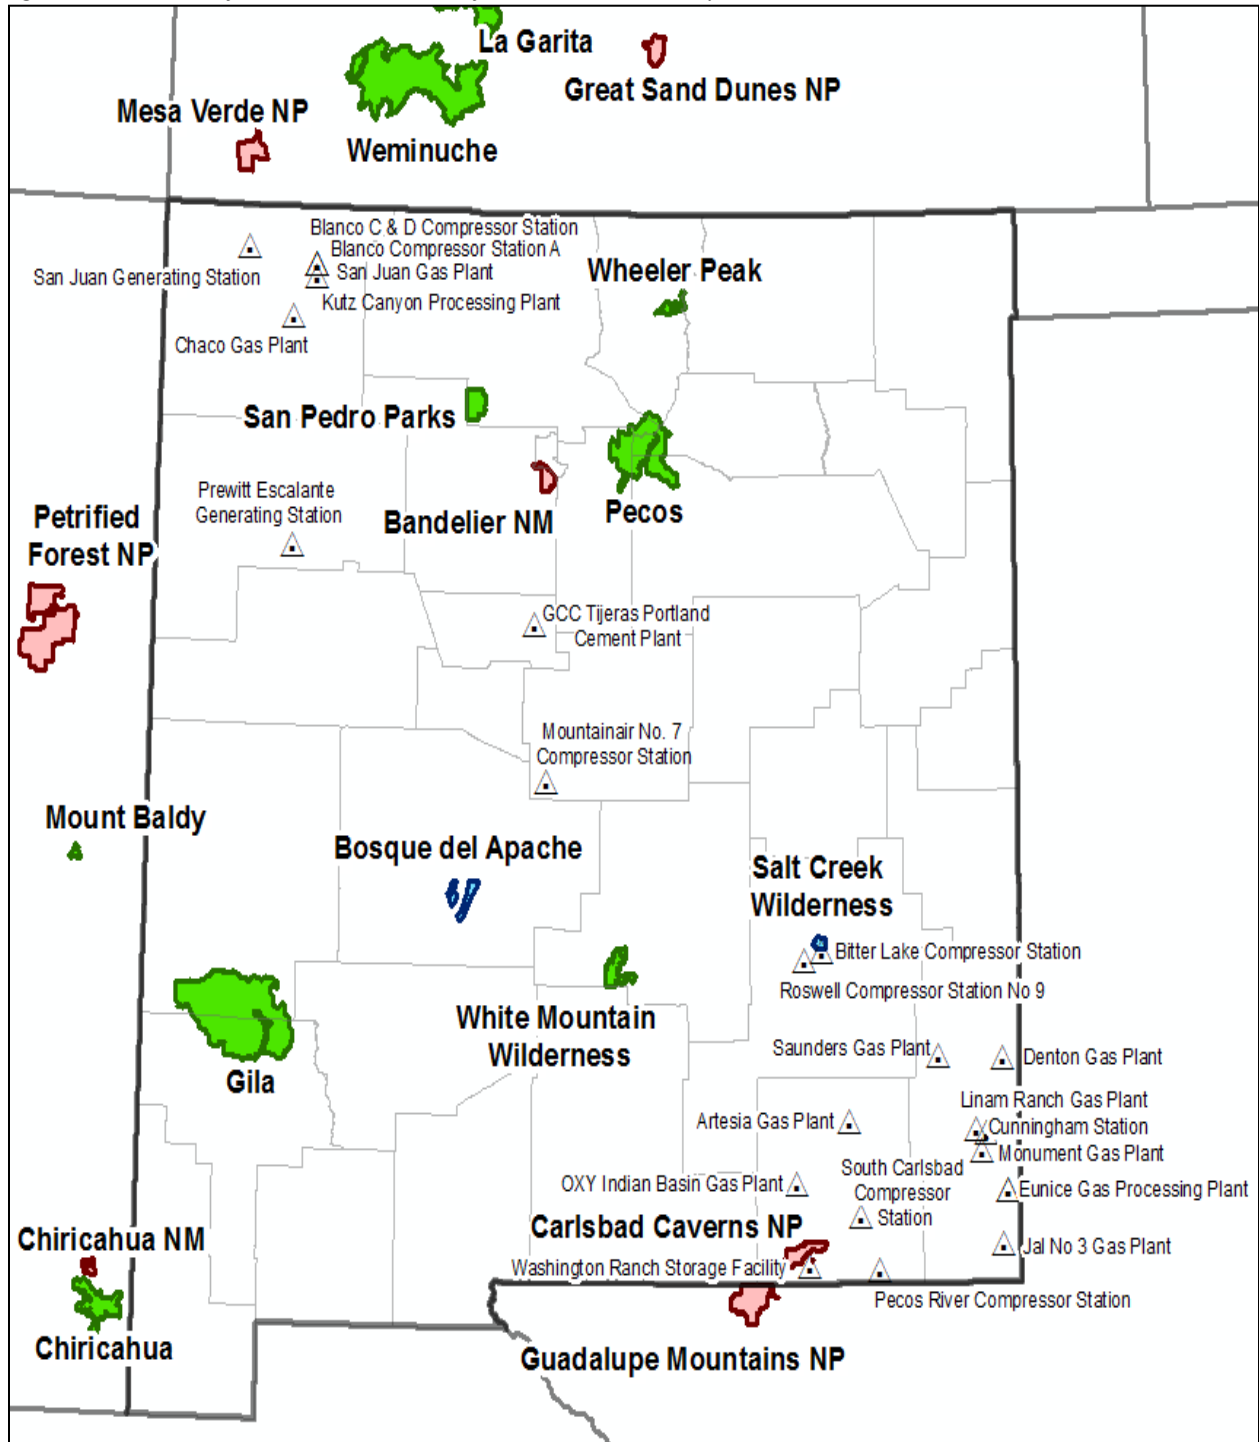 La Garita
Great Sand Dunes NP
Mesa Verde NP
Weminuche
Blanco C & D Compressor Station
Blanco Compressor Station A
San Juan Gas Plant
San Juan Generating Station
Kutz Canyon Processing Plant
Chaco Gas Plant
Wheeler Peak
San Pedro Parks
Prewitt Escalante
Generating Station
Bandelier NM
Pecos
Petrified
Forest NP
GCC Tijeras Portland
Cement Plant
Mountainair No. 7
Compressor Station
Mount Baldy
Bosque del Apache
Salt Creek
Wilderness
Bitter Lake Compressor Station
Roswell Compressor Station No 9
White Mountain
Wilderness
Gila
Saunders Gas Plant
Denton Gas Plant
Linam Ranch Gas Plant
Artesia Gas Plant
Cunningham Station
Monument Gas Plant
South Carlsbad
Compressor
Station
OXY Indian Basin Gas Plant
Eunice Gas Processing Plant
Carlsbad Caverns NP
Chiricahua NM
Jal No 3 Gas Plant
Washington Ranch Storage Facility
Pecos River Compressor Station
Chiricahua
Guadalupe Mountains NP